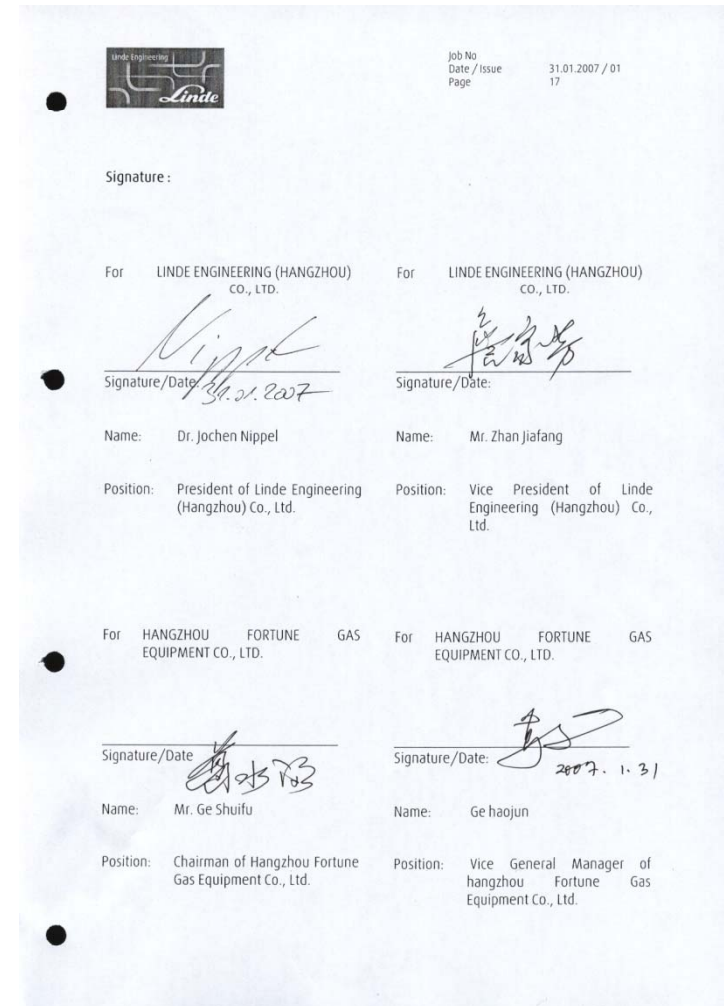 Linde Engineering
Linde
Job No
Date / Issue 31.01.2007 / 01
Page 17
Signature :
For LINDE ENGINEERING (HANGZHOU)
CO., LTD.
For LINDE ENGINEERING (HANGZHOU)
CO., LTD.
Nippel
Signature/Date:
31.01.2007
Signature/Date:
Name: Dr. Jochen Nippel
Name: Mr. Zhan Jiafang
Position: President of Linde Engineering
(Hangzhou) Co., Ltd.
Position: Vice President of Linde
Engineering (Hangzhou) Co.,
Ltd.
For HANGZHOU FORTUNE GAS
EQUIPMENT CO., LTD.
For HANGZHOU FORTUNE GAS
EQUIPMENT CO., LTD.
Signature/Date
Signature/Date:
2007. 1. 31
Name: Mr. Ge Shuifu
Name: Ge haojun
Position: Chairman of Hangzhou Fortune
Gas Equipment Co., Ltd.
Position: Vice General Manager of
hangzhou Fortune Gas
Equipment Co., Ltd.